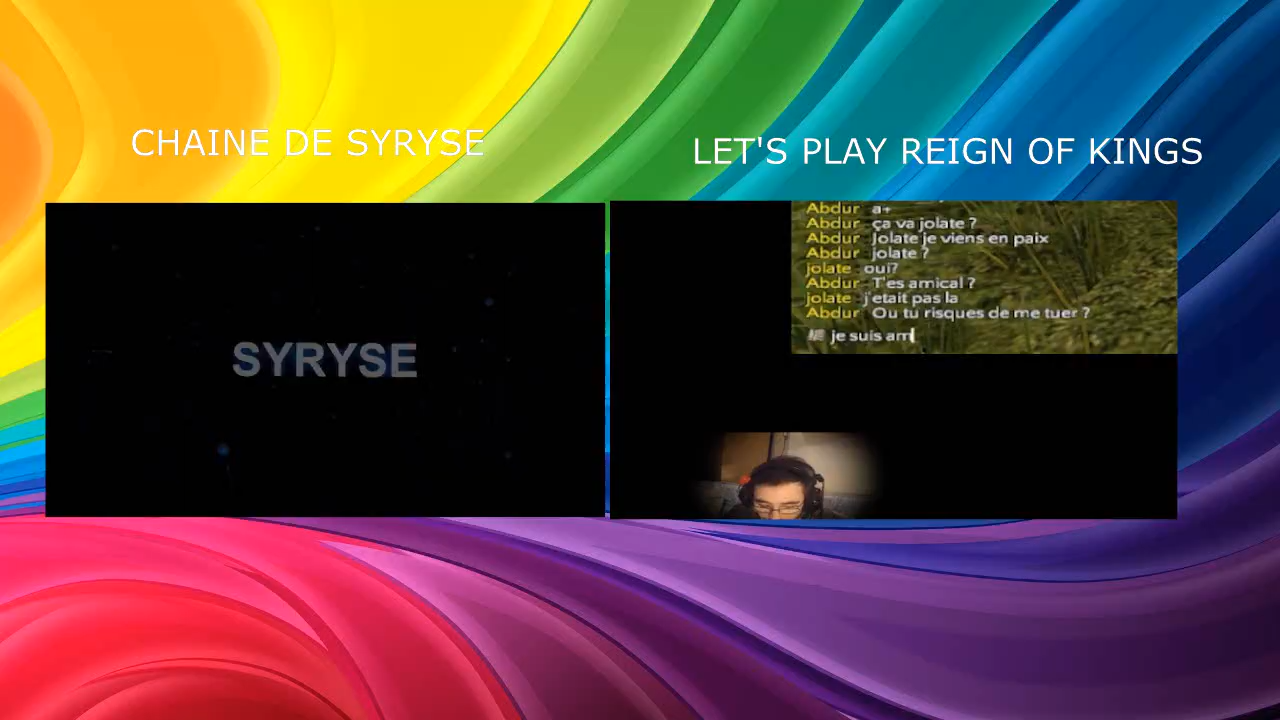 CHAINE DE SYRYSE
LET'S PLAY REIGN OF KINGS
SYRYSE
Abdur a+
Abdur ça va jolate ?
Abdur Jolate je viens en paix
Abdur jolate ?
jolate oui?
Abdur T'es amical ?
jolate j'etait pas la
Abdur Ou tu risques de me tuer ?
je suis am